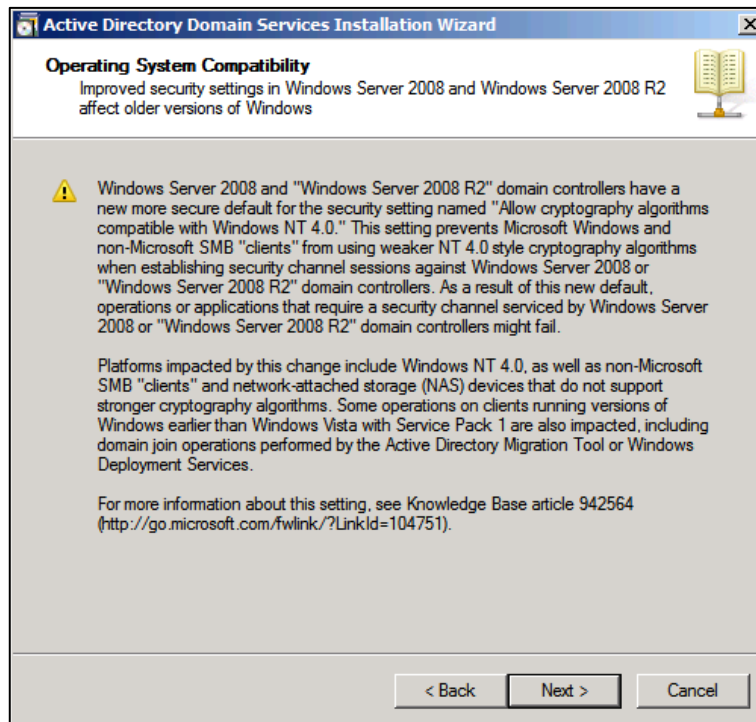 Active Directory Domain Services Installation Wizard
Operating System Compatibility
Improved security settings in Windows Server 2008 and Windows Server 2008 R2
affect older versions of Windows
Windows Server 2008 and "Windows Server 2008 R2" domain controllers have a
new more secure default for the security setting named "Allow cryptography algorithms
compatible with Windows NT 4.0." This setting prevents Microsoft Windows and
non-Microsoft SMB "clients" from using weaker NT 4.0 style cryptography algorithms
when establishing security channel sessions against Windows Server 2008 or
"Windows Server 2008 R2" domain controllers. As a result of this new default,
operations or applications that require a security channel serviced by Windows Server
2008 or "Windows Server 2008 R2" domain controllers might fail.
Platforms impacted by this change include Windows NT 4.0, as well as non-Microsoft
SMB "clients" and network-attached storage (NAS) devices that do not support
stronger cryptography algorithms. Some operations on clients running versions of
Windows earlier than Windows Vista with Service Pack 1 are also impacted, including
domain join operations performed by the Active Directory Migration Tool or Windows
Deployment Services.
For more information about this setting, see Knowledge Base article 942564
(http://go.microsoft.com/fwlink/?LinkId=104751).
< Back
Next >
Cancel